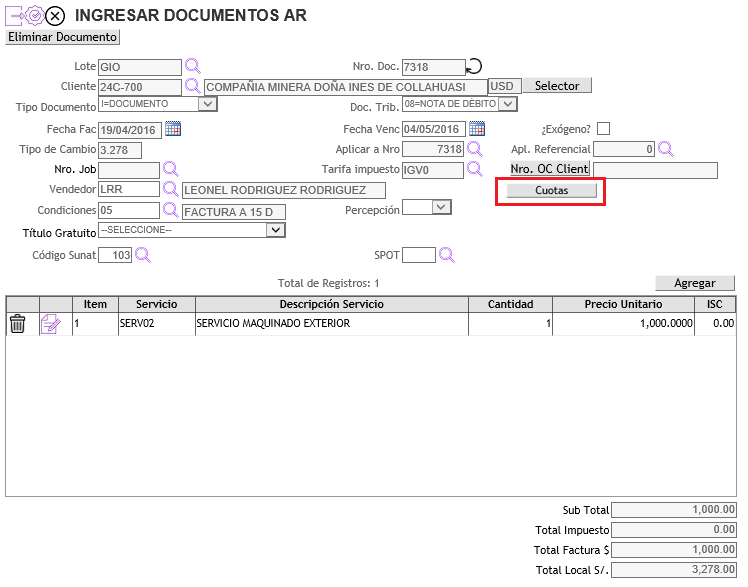 INGRESAR DOCUMENTOS AR
Eliminar Documento
Lote GIO Nro. Doc. 7318
Cliente 24C-700 COMPAÑIA MINERA DOÑA INES DE COLLAHUASI USD Selector
Tipo Documento I=DOCUMENTO Doc. Trib. 08=NOTA DE DÉBITO
Fecha Fac 19/04/2016 Fecha Venc 04/05/2016 ¿Exógeno?
Tipo de Cambio 3.278 Aplicar a Nro 7318 Apl. Referencial 0
Nro. Job Tarifa impuesto IGV0 Nro. OC Client
Vendedor LRR LEONEL RODRIGUEZ RODRIGUEZ Cuotas
Condiciones 05 FACTURA A 15 D Percepción
Título Gratuito --SELECCIONE--
Código Sunat 103 SPOT
Total de Registros: 1 Agregar
Item Servicio Descripción Servicio Cantidad Precio Unitario ISC
1 SERV02 SERVICIO MAQUINADO EXTERIOR 1 1,000.0000 0.00
Sub Total 1,000.00
Total Impuesto 0.00
Total Factura $ 1,000.00
Total Local S/. 3,278.00